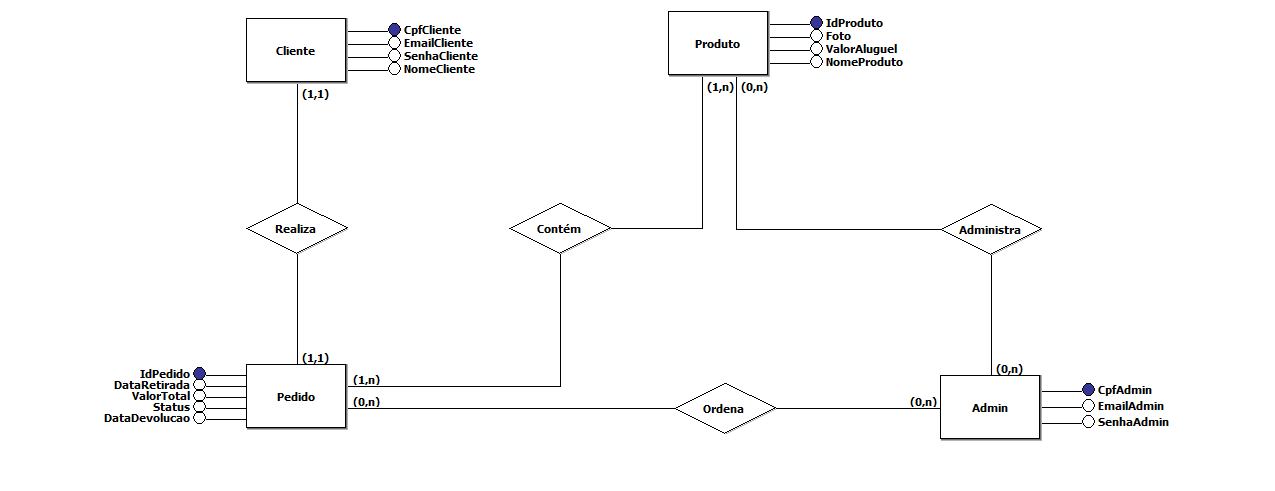 Cliente
CpfCliente
EmailCliente
SenhaCliente
NomeCliente
(1,1)
Produto
IdProduto
Foto
ValorAluguel
NomeProduto
(1,n) (0,n)
Realiza
Contém
Administra
(1,1)
Pedido
IdPedido
DataRetirada
ValorTotal
Status
DataDevolucao
(1,n)
(0,n)
Ordena
(0,n)
(0,n)
Admin
CpfAdmin
EmailAdmin
SenhaAdmin